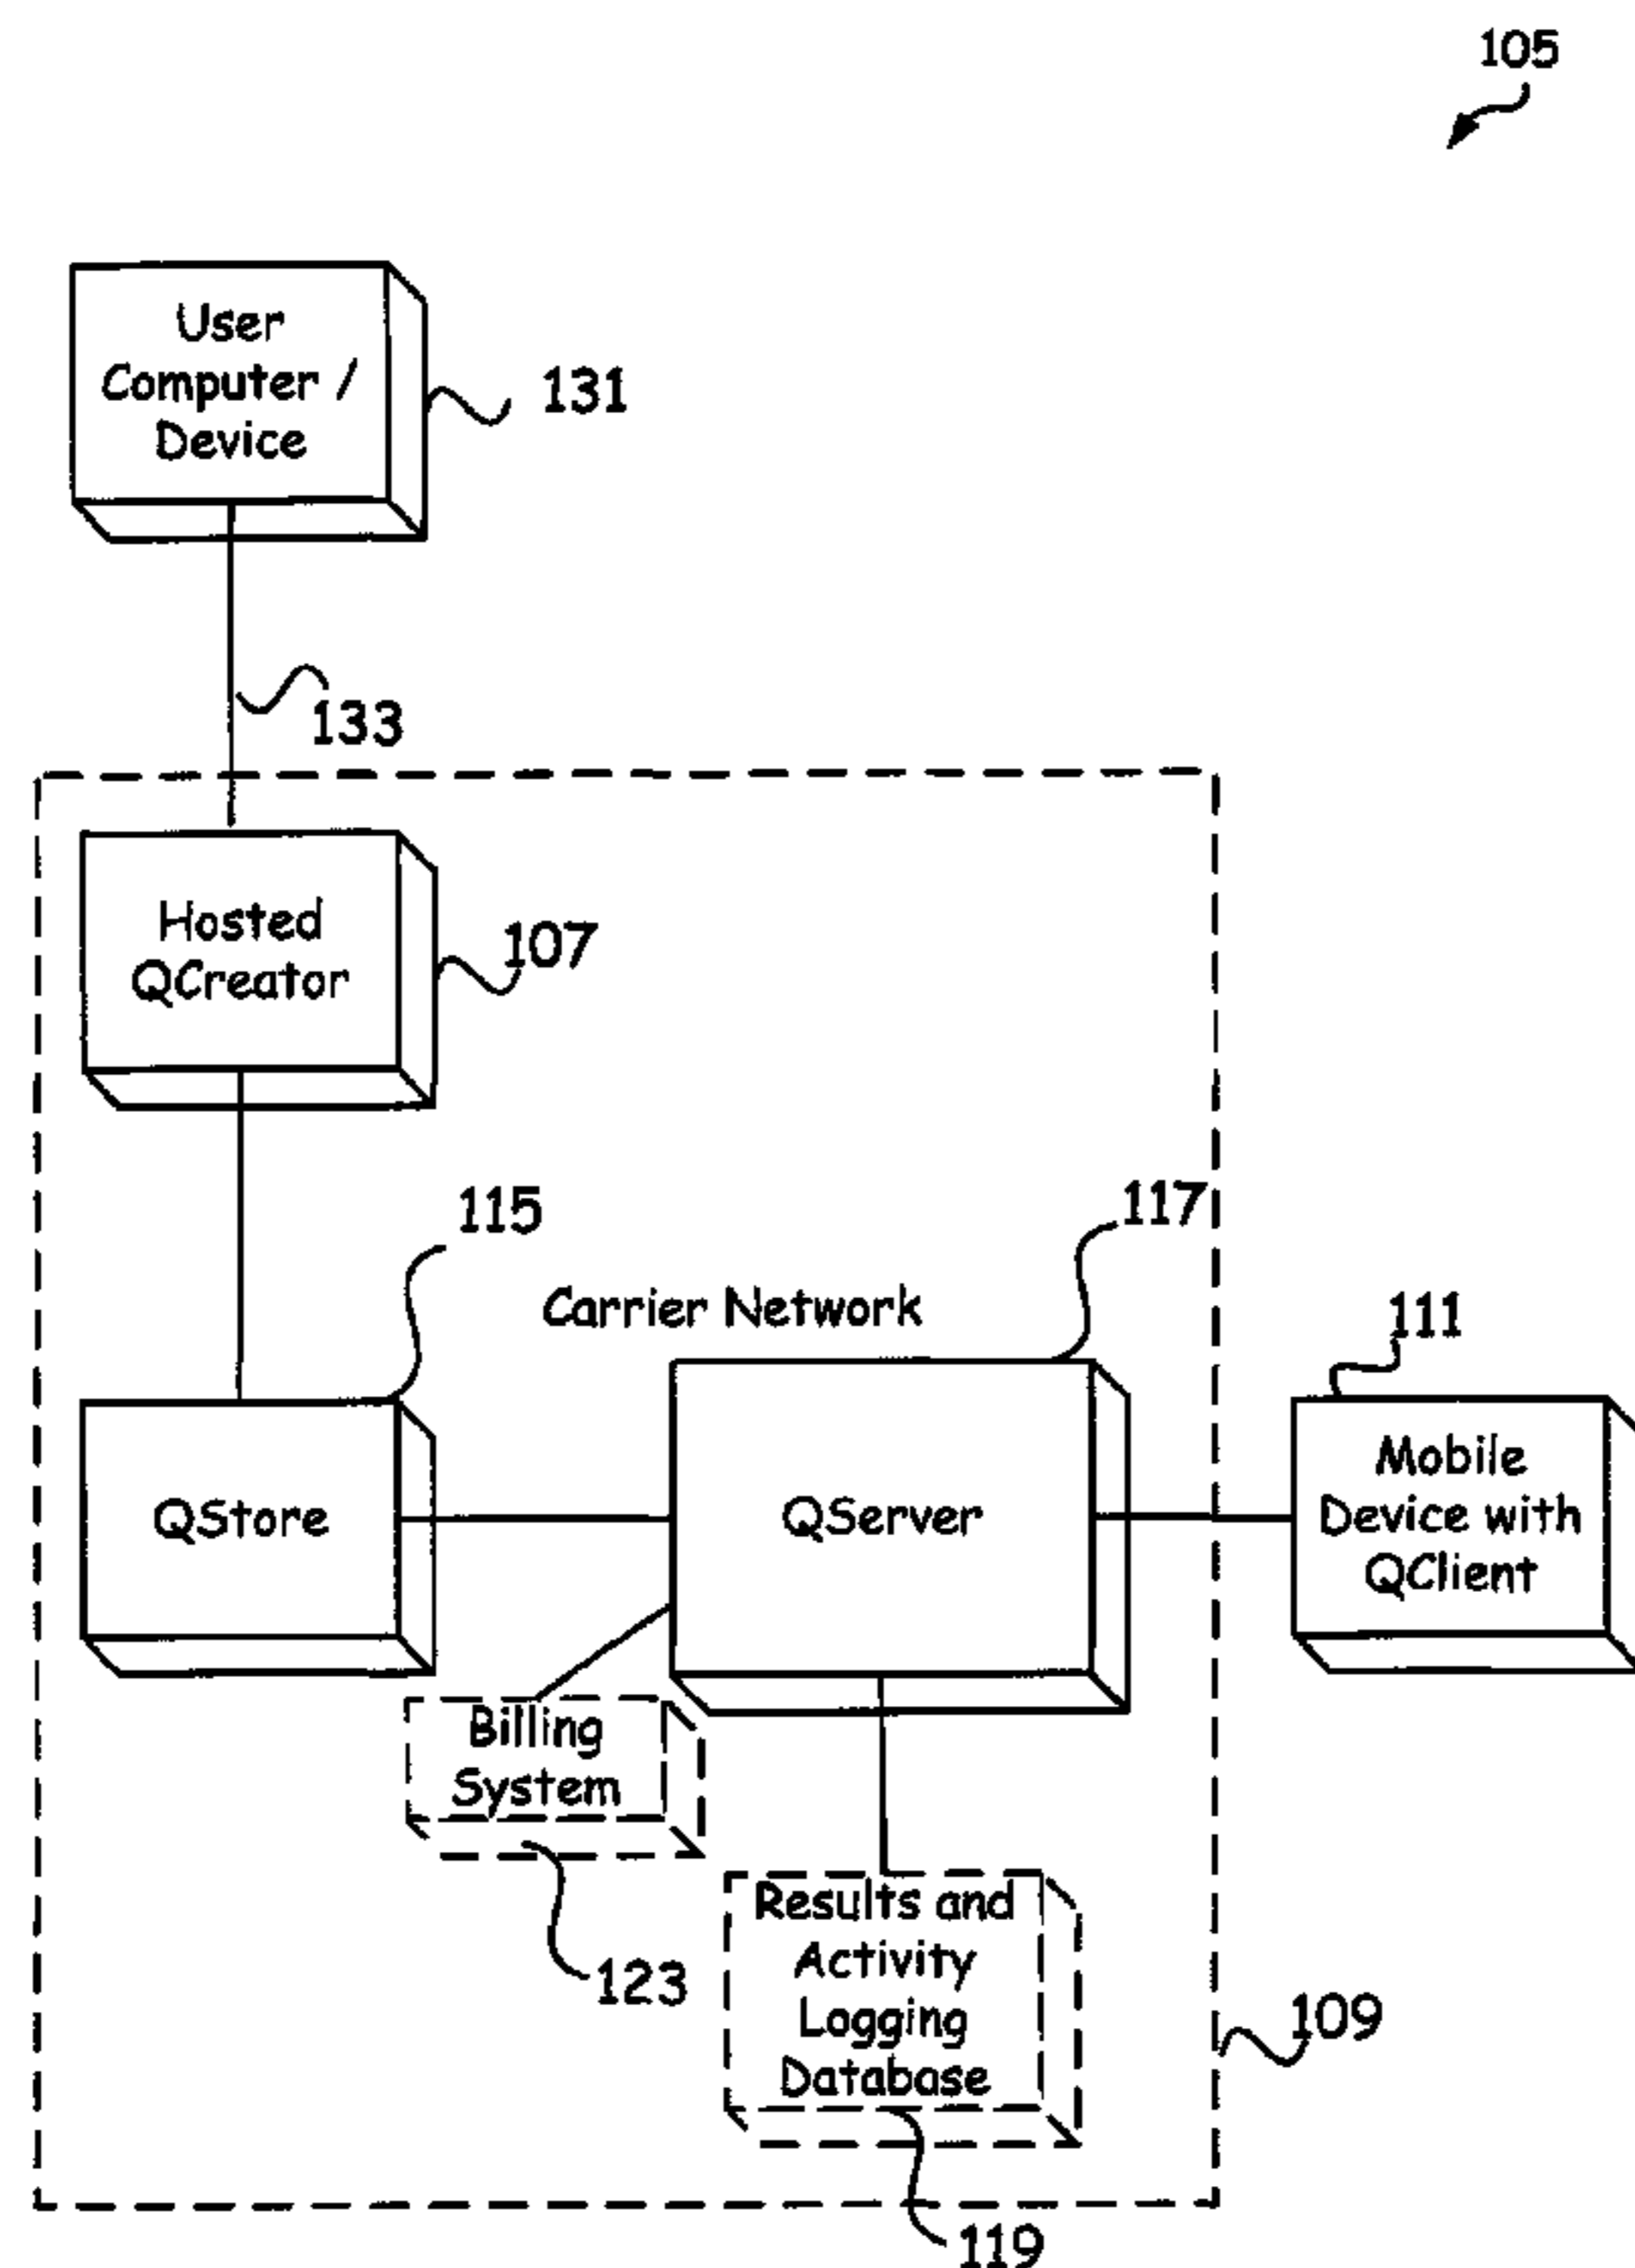 105
User
Computer /
Device
131
133
Hosted
QCreator
107
115
117
Carrier Network
111
QStore
QServer
Mobile
Device with
QClient
Billing
System
123
Results and
Activity
Logging
Database
109
119